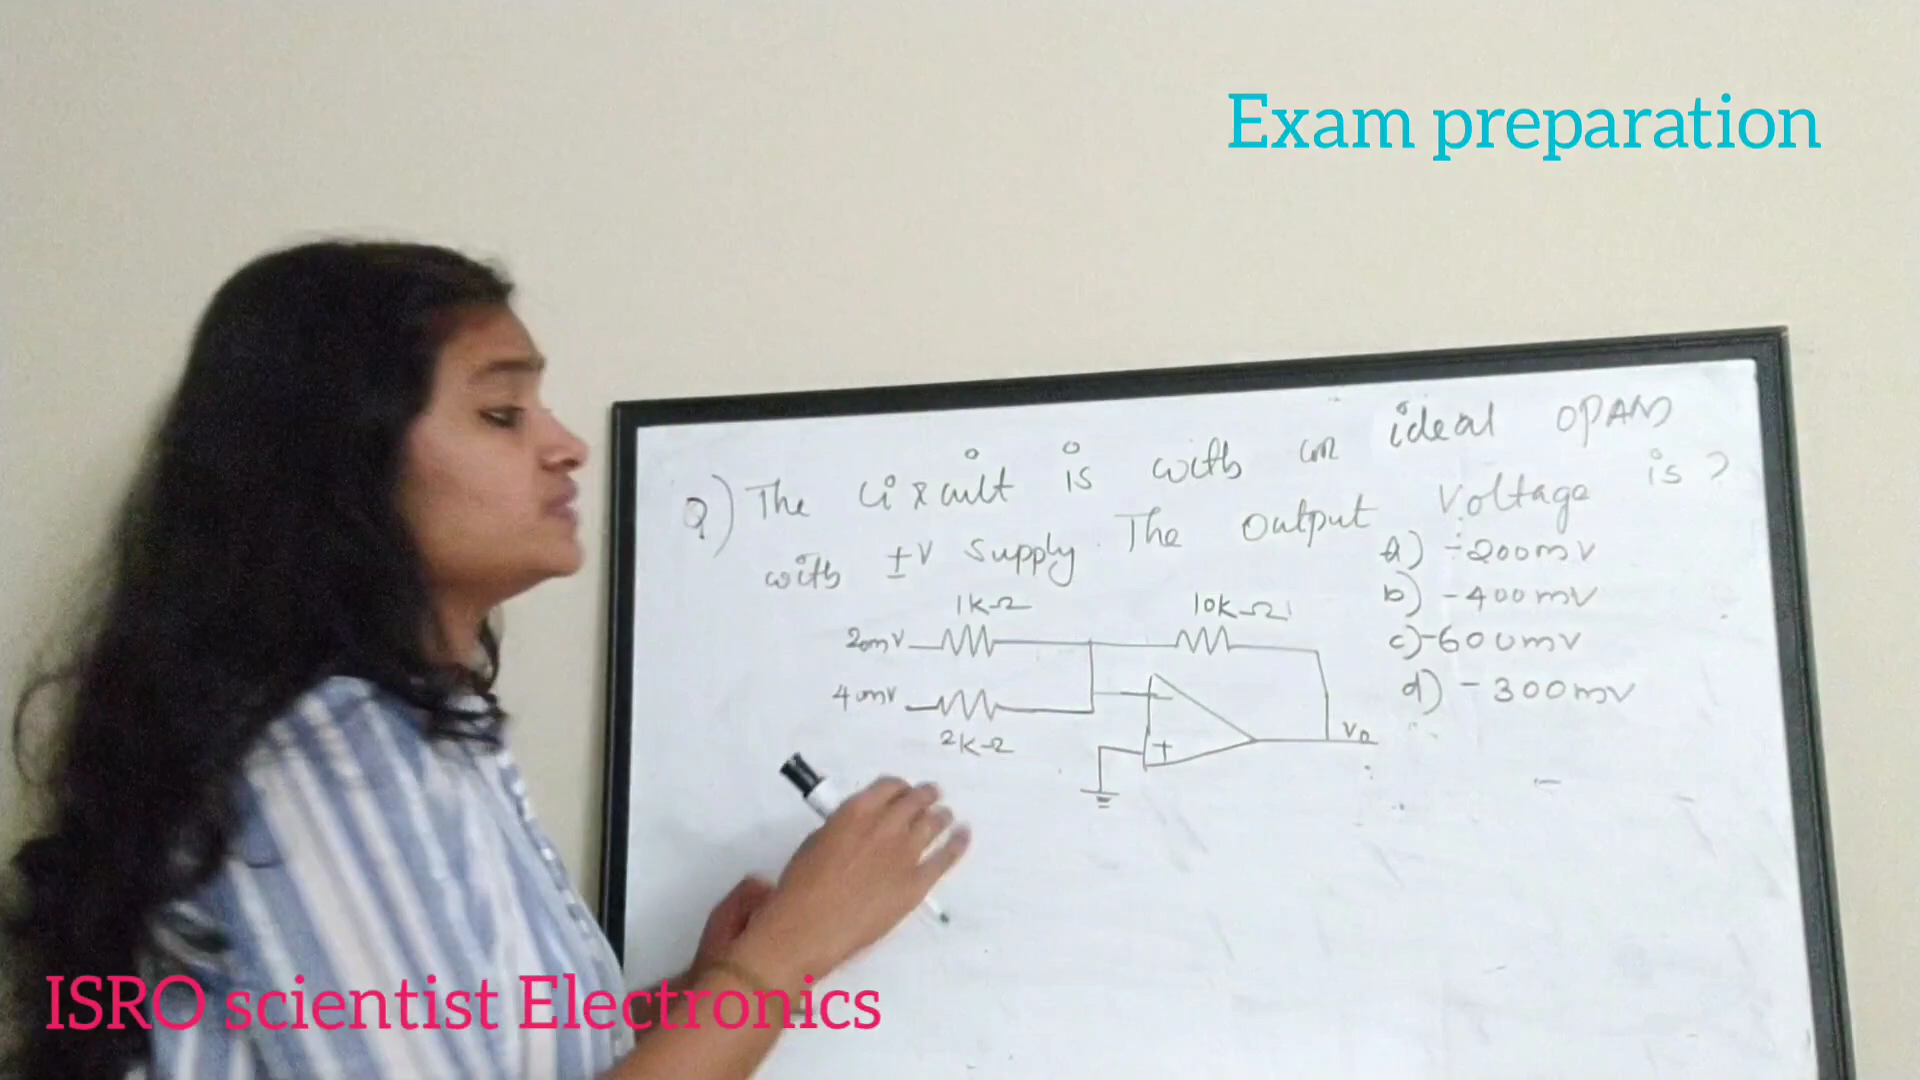 Exam preparation
Q) The circuit is with an ideal OPAM
with ±V supply. The output voltage is?
a) -200mV
b) -400mV
c) -600mV
d) -300mV
1kΩ
10kΩ
20mV
40mV
2kΩ
-
+
Vo
ISRO scientist Electronics